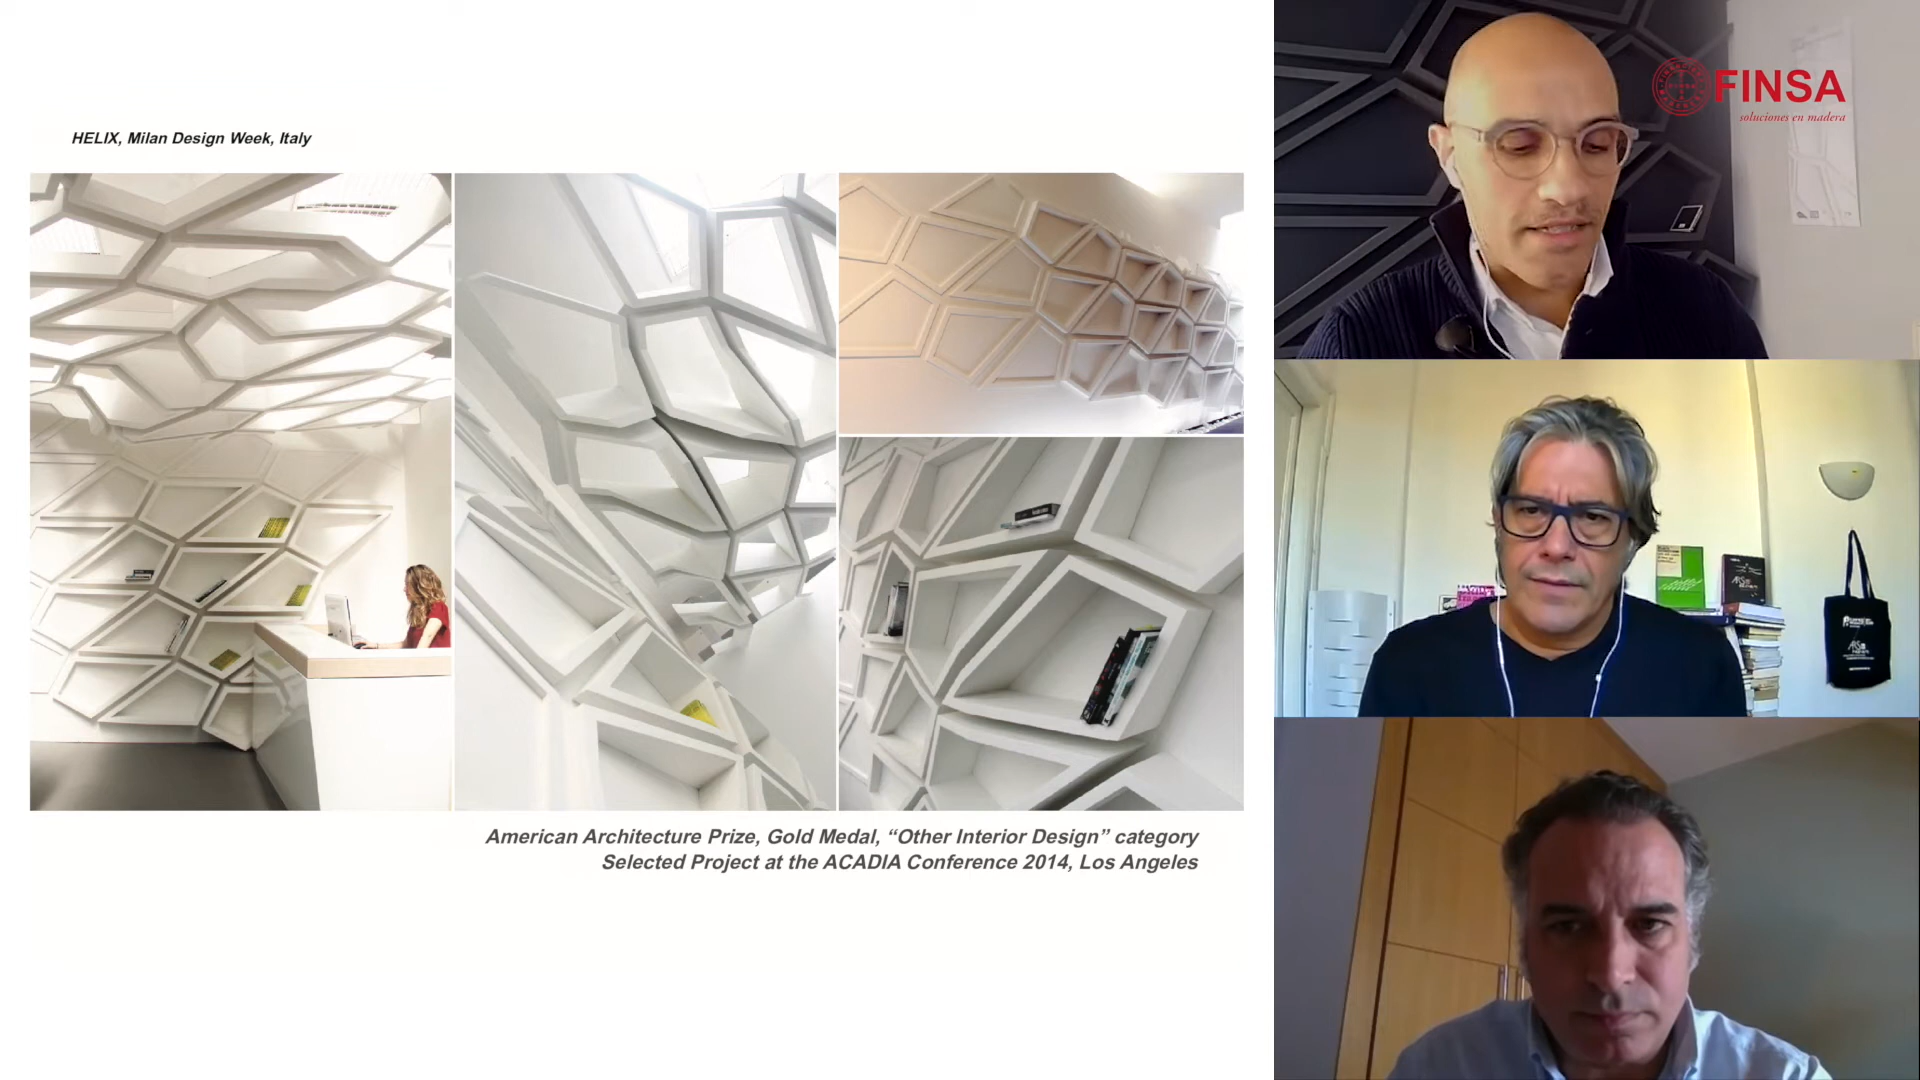 HELIX, Milan Design Week, Italy
American Architecture Prize, Gold Medal, “Other Interior Design” category
Selected Project at the ACADIA Conference 2014, Los Angeles
FINSA
soluciones en madera